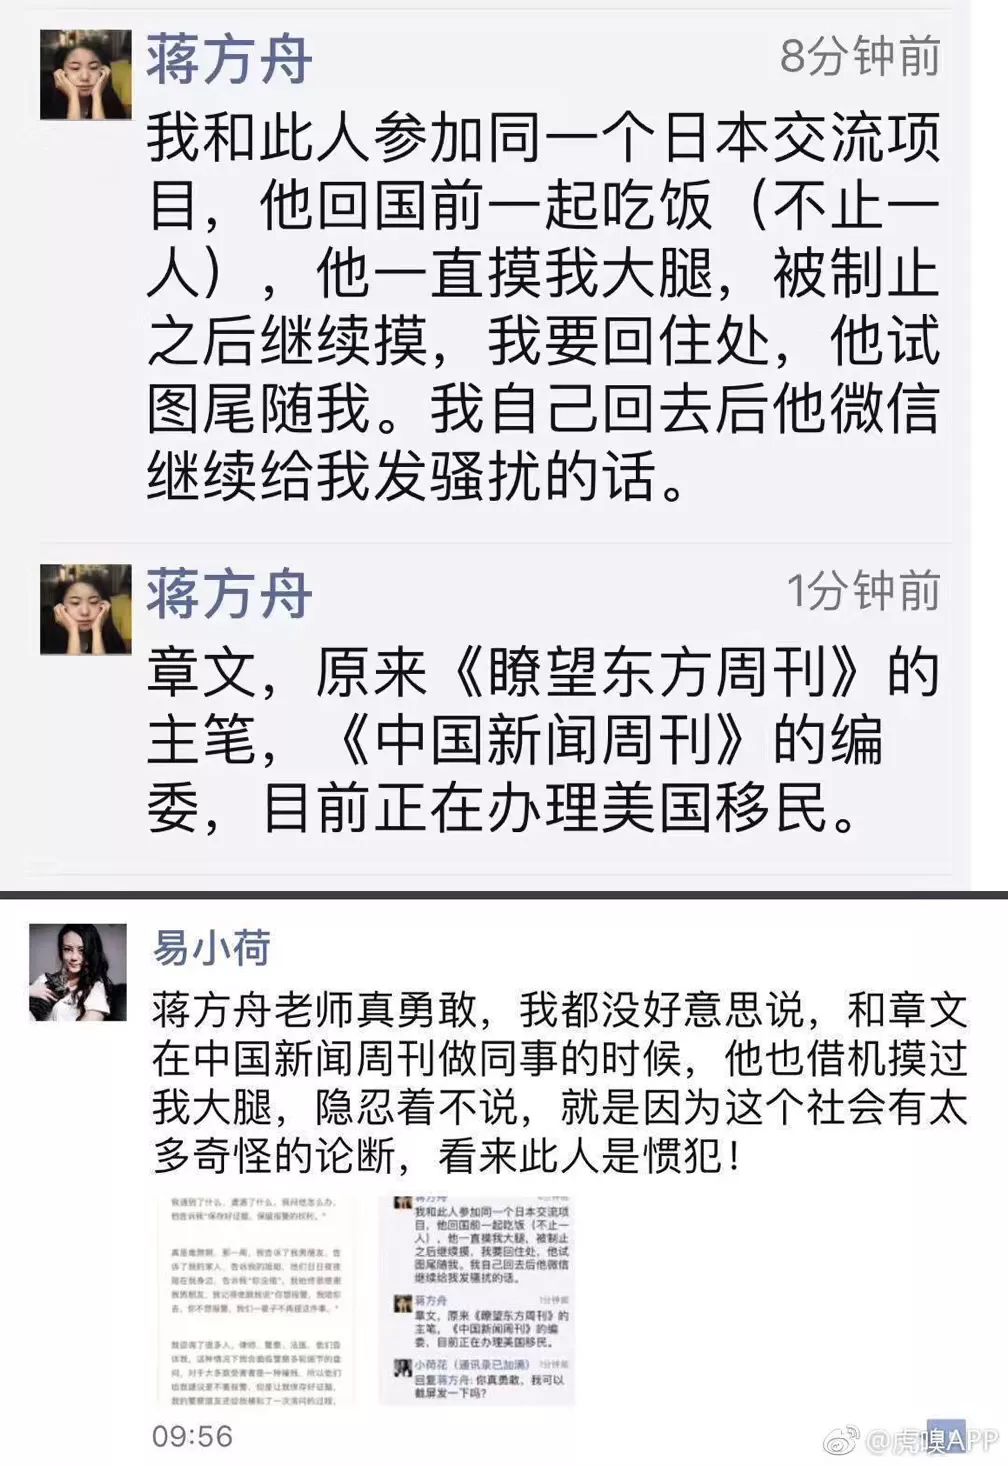 蒋方舟
8分钟前
我和此人参加同一个日本交流项
目，他回国前一起吃饭（不止一
人），他一直摸我大腿，被制止
之后继续摸，我要回住处，他试
图尾随我。我自己回去后他微信
继续给我发骚扰的话。
蒋方舟
1分钟前
章文，原来《瞭望东方周刊》的
主笔，《中国新闻周刊》的编
委，目前正在办理美国移民。
易小荷
蒋方舟老师真勇敢，我都没好意思说，和章文
在中国新闻周刊做同事的时候，他也借机摸过
我大腿，隐忍着不说，就是因为这个社会有太
多奇怪的论断，看来此人是惯犯！
蒋方舟
我和此人参加同一个日本交流项
目，他回国前一起吃饭（不止一
人），他一直摸我大腿，被制止
之后继续摸，我要回住处，他试
图尾随我。我自己回去后他微信
继续给我发骚扰的话。
蒋方舟
1分钟前
章文，原来《瞭望东方周刊》的
主笔，《中国新闻周刊》的编
委，目前正在办理美国移民。
小荷花（通讯录已加满）
1分钟前
回复蒋方舟：你真勇敢，我可以
截屏发一下吗？
09:56
@虎嗅APP